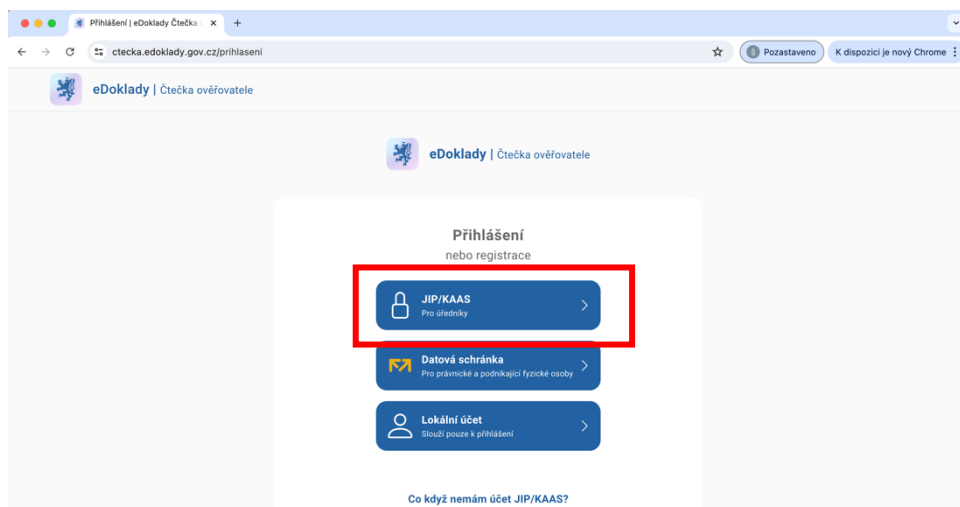 Přihlášení | eDoklady Čtečka
ctecka.edoklady.gov.cz/prihlaseni
S
Pozastaveno
K dispozici je nový Chrome
eDoklady | Čtečka ověřovatele
eDoklady | Čtečka ověřovatele
Přihlášení
nebo registrace
JIP/KAAS
Pro úředníky
Datová schránka
Pro právnické a podnikající fyzické osoby
Lokální účet
Slouží pouze k přihlášení
Co když nemám účet JIP/KAAS?